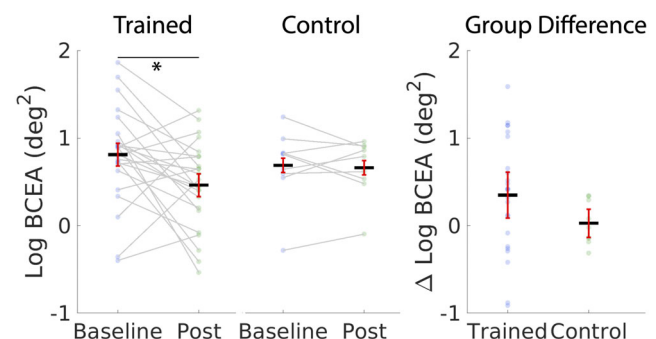 Trained
Control
Group Difference
Log BCEA (deg²)
2
1
0
-1
*
Baseline
Post
Baseline
Post
Δ Log BCEA (deg²)
2
1
0
-1
Trained
Control